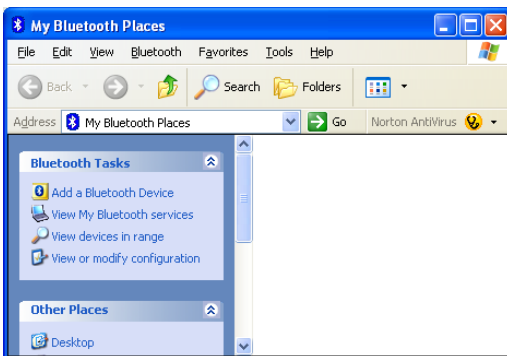 My Bluetooth Places
File Edit View Bluetooth Favorites Tools Help
Back Search Folders
Address My Bluetooth Places Go Norton AntiVirus
Bluetooth Tasks
Add a Bluetooth Device
View My Bluetooth services
View devices in range
View or modify configuration
Other Places
Desktop